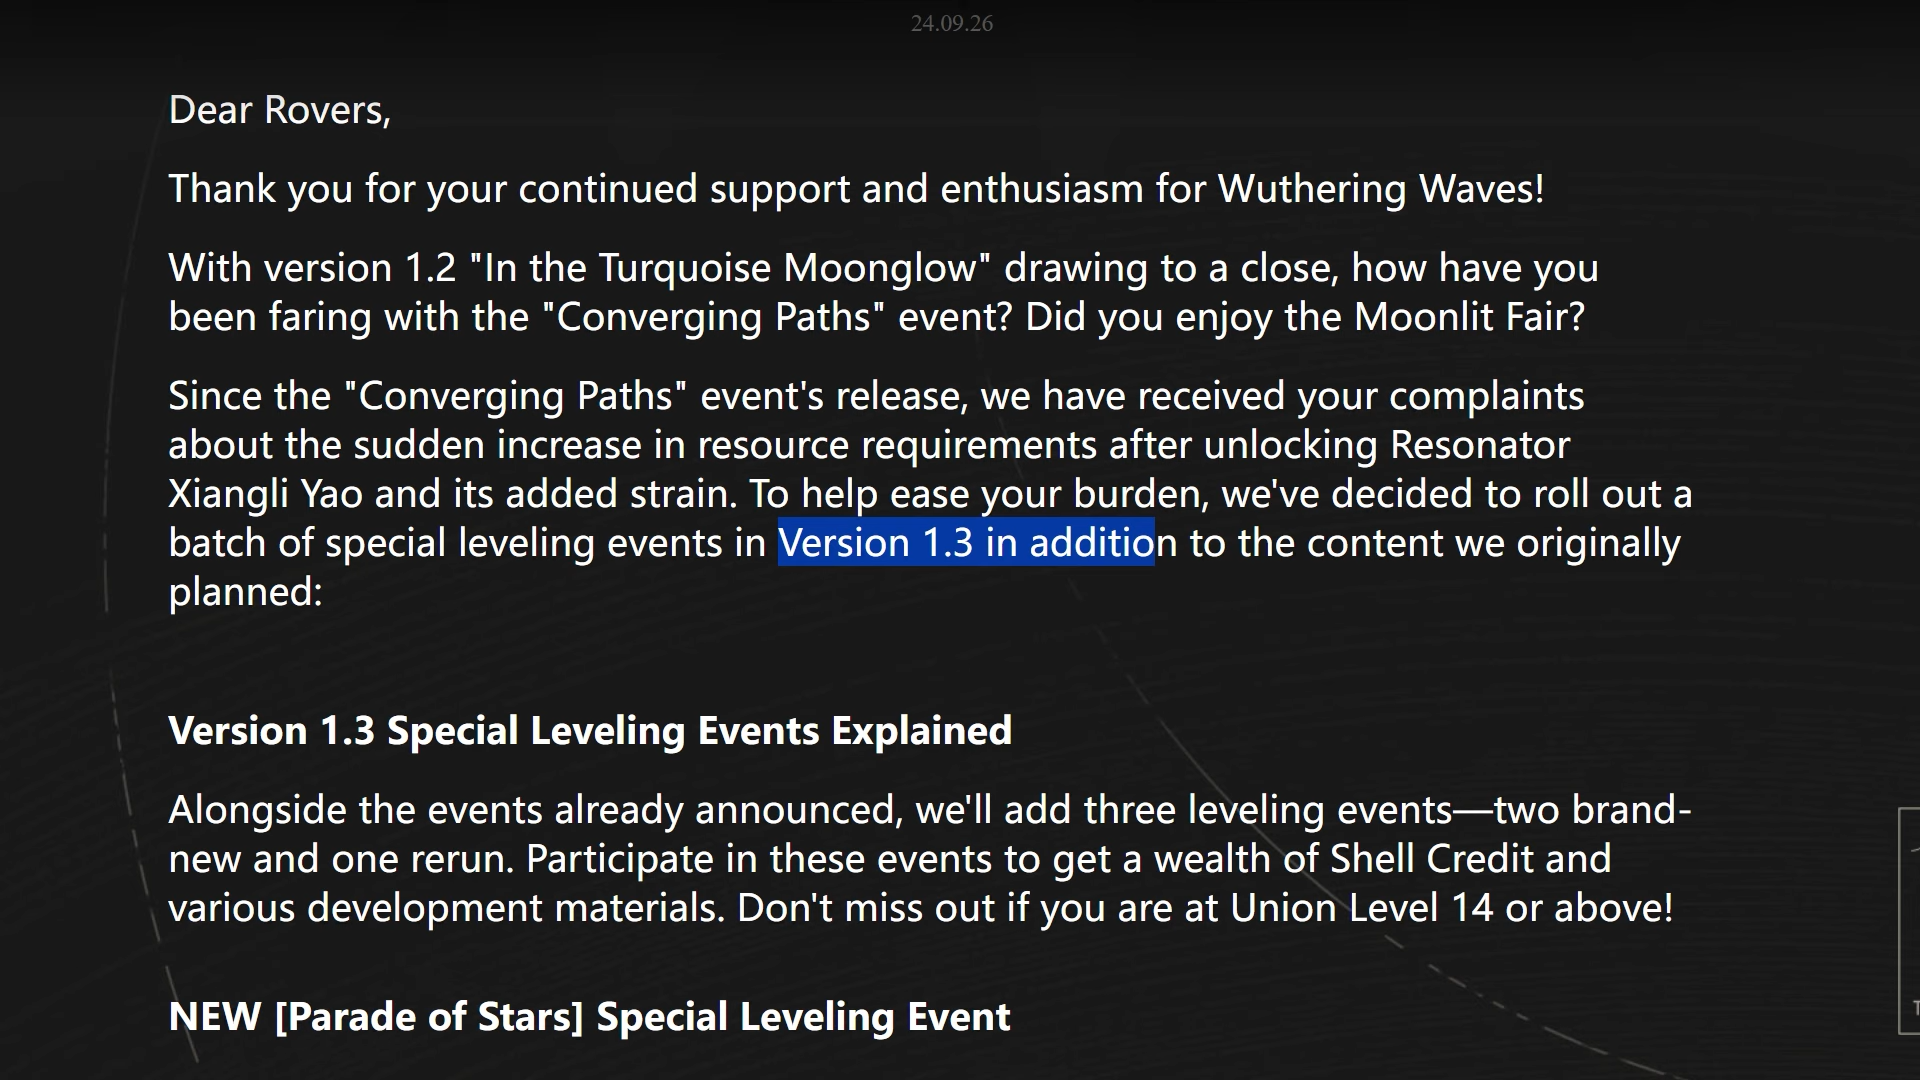 24.09.26
Dear Rovers,
Thank you for your continued support and enthusiasm for Wuthering Waves!
With version 1.2 "In the Turquoise Moonglow" drawing to a close, how have you
been faring with the "Converging Paths" event? Did you enjoy the Moonlit Fair?
Since the "Converging Paths" event's release, we have received your complaints
about the sudden increase in resource requirements after unlocking Resonator
Xiangli Yao and its added strain. To help ease your burden, we've decided to roll out a
batch of special leveling events in Version 1.3 in addition to the content we originally
planned:
Version 1.3 Special Leveling Events Explained
Alongside the events already announced, we'll add three leveling events—two brand-
new and one rerun. Participate in these events to get a wealth of Shell Credit and
various development materials. Don't miss out if you are at Union Level 14 or above!
NEW [Parade of Stars] Special Leveling Event